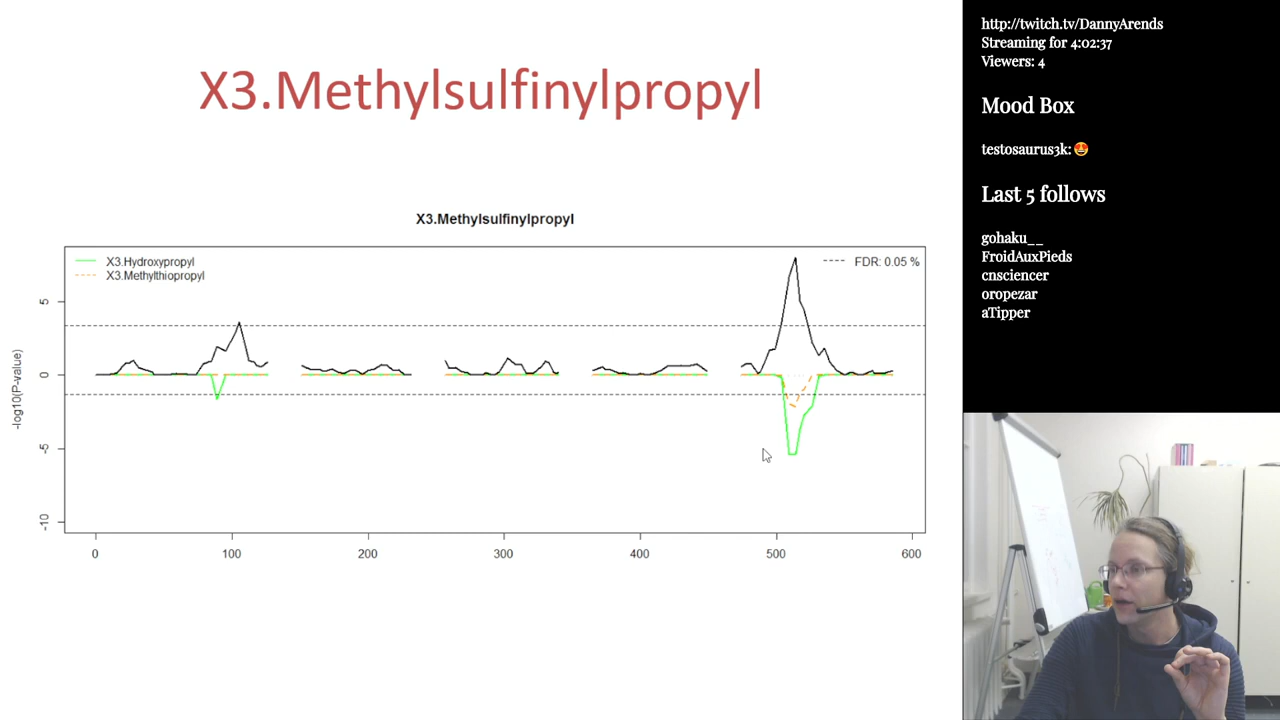 X3.Methylsulfinylpropyl
X3.Methylsulfinylpropyl
X3.Hydroxypropyl
X3.Methylthiopropyl
FDR: 0.05 %
-log10(P-value)
5
0
-5
-10
0
100
200
300
400
500
600
http://twitch.tv/DannyArends
Streaming for 4:02:37
Viewers: 4
Mood Box
testosaurus3k:🤩
Last 5 follows
gohaku__
FroidAuxPieds
cnsciencer
oropezar
aTipper